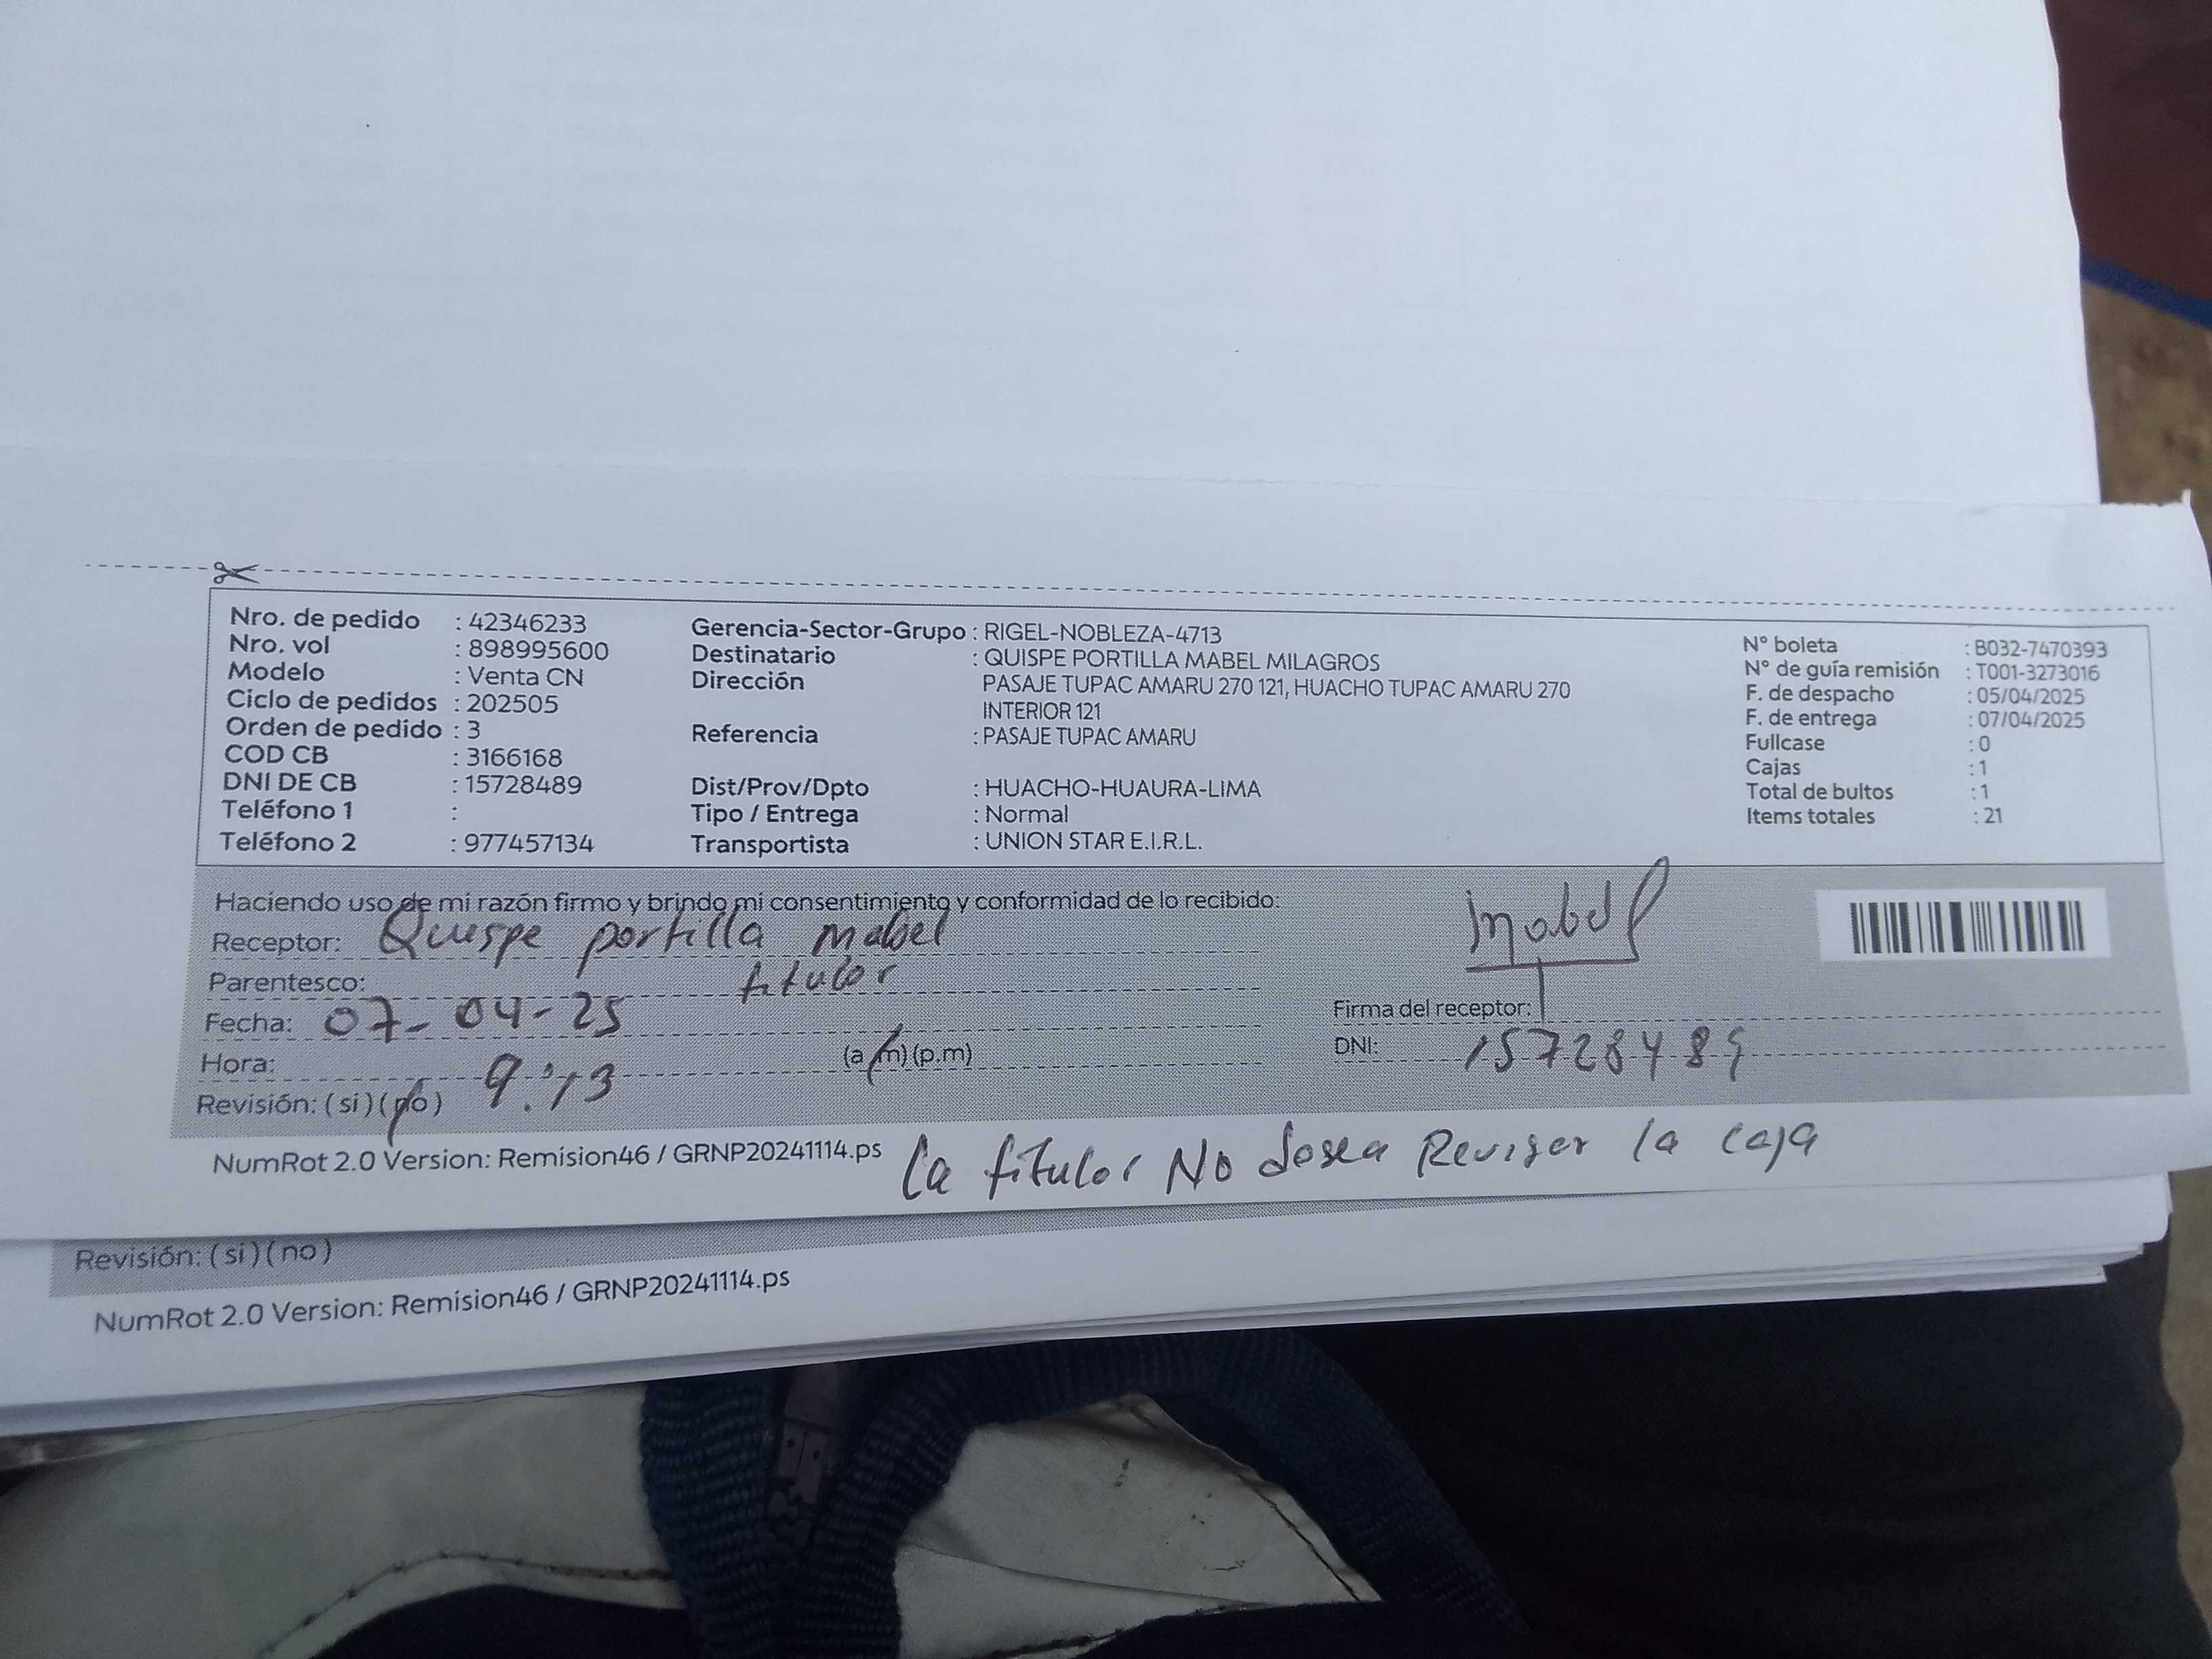 Nro. de pedido : 42346233
Nro. vol : 898995600
Modelo : Venta CN
Ciclo de pedidos : 202505
Orden de pedido : 3
COD CB : 3166168
DNI DE CB : 15728489
Teléfono 1 :
Teléfono 2 : 977457134
Gerencia-Sector-Grupo : RIGEL-NOBLEZA-4713
Destinatario : QUISPE PORTILLA MABEL MILAGROS
Dirección PASAJE TUPAC AMARU 270 121, HUACHO TUPAC AMARU 270
INTERIOR 121
Referencia : PASAJE TUPAC AMARU
Dist/Prov/Dpto : HUACHO-HUAURA-LIMA
Tipo / Entrega : Normal
Transportista : UNION STAR E.I.R.L.
N° boleta : B032-7470393
N° de guía remisión : T001-3273016
F. de despacho : 05/04/2025
F. de entrega : 07/04/2025
Fullcase : 0
Cajas : 1
Total de bultos : 1
Items totales : 21
Haciendo uso de mi razón firmo y brindo mi consentimiento y conformidad de lo recibido:
Receptor: Quispe portilla mabel
Parentesco: titular
Fecha: 07-04-25
Hora: 9:13 (a.m) (p.m)
Revisión: (si) (no)
mabel
Firma del receptor:
DNI: 15728489
NumRot 2.0 Version: Remision46 / GRNP20241114.ps
La titular No desea Revisar la caja
Revisión: (si) (no)
NumRot 2.0 Version: Remision46 / GRNP20241114.ps